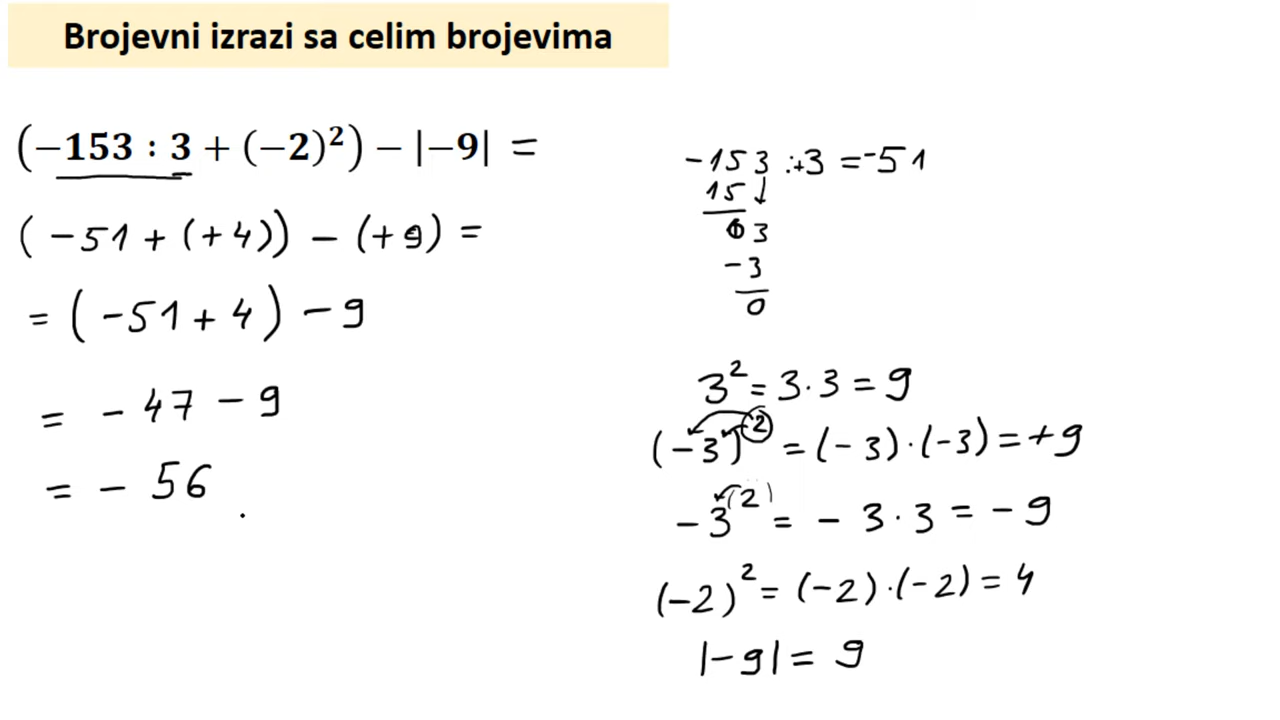 Brojevni izrazi sa celim brojevima
(−153 : 3 + (−2)²) − |−9| =
(-51 + (+4)) - (+9) =
= (-51 + 4) - 9
= - 47 - 9
= - 56
-153 :+3 = -51
15↓
03
-3
0
3² = 3·3 = 9
(-3)² = (-3)·(-3) = +9
-3⁽²⁾ = - 3·3 = -9
(-2)² = (-2)·(-2) = 4
|-9| = 9